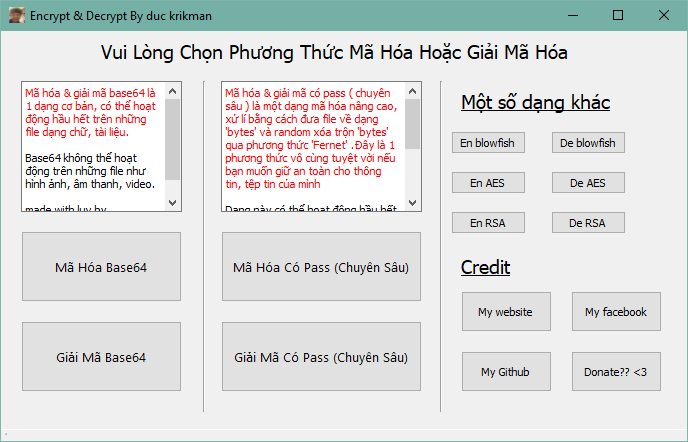 Encrypt & Decrypt By duc krikman
Vui Lòng Chọn Phương Thức Mã Hóa Hoặc Giải Mã Hóa
Mã hóa & giải mã base64 là
1 dạng cơ bản, có thể hoạt
động hầu hết trên những
file dạng chữ, tài liệu.
Base64 không thể hoạt
động trên những file như
hình ảnh, âm thanh, video.
made with luv by
Mã Hóa Base64
Giải Mã Base64
Mã hóa & giải mã có pass ( chuyên
sâu ) là một dạng mã hóa nâng cao,
xử lí bằng cách đưa file về dạng
'bytes' và random xóa trộn 'bytes'
qua phương thức 'Fernet' .Đây là 1
phương thức vô cùng tuyệt vời nếu
bạn muốn giữ an toàn cho thông
tin, tệp tin của mình
Dạng này có thể hoạt động hầu hết
Mã Hóa Có Pass (Chuyên Sâu)
Giải Mã Có Pass (Chuyên Sâu)
Một số dạng khác
En blowfish
De blowfish
En AES
De AES
En RSA
De RSA
Credit
My website
My facebook
My Github
Donate?? <3